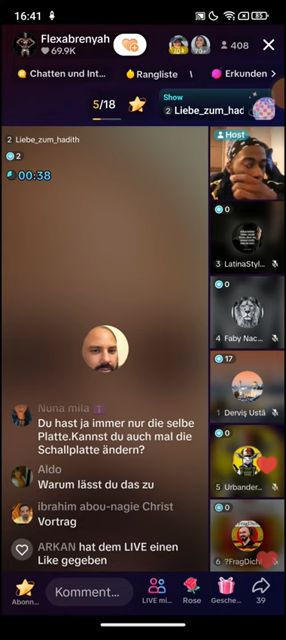 16:41
85
Flexabrenyah
69.9K
408
Chatten und Int...
Rangliste
Erkunden
5/18
Show
2 Liebe_zum_had
2 Liebe_zum_hadith
2
00:38
Host
0
3 LatinaStyl...
0
4 Faby Nac...
17
1 Derviş Ustá
0
5 Urbander...
0
6 ?FragDich!
Nuna mila
Du hast ja immer nur die selbe
Platte.Kannst du auch mal die
Schallplatte ändern?
Aldo
Warum lässt du das zu
ibrahim abou-nagie Christ
Vortrag
ARKAN hat dem LIVE einen
Like gegeben
Abonn...
Komment...
LIVE mi...
Rose
Gesche...
39